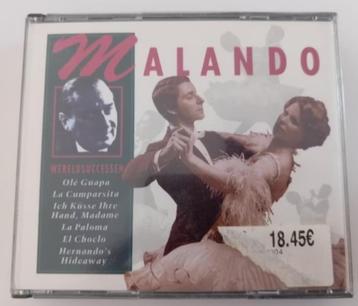 MALANDO
WERELDSUCCESSEN
Olé Guapa
La Cumparsita
Ich Küsse Ihre
Hand, Madame
La Paloma
El Choclo
Hernando's
Hideaway
18.45€